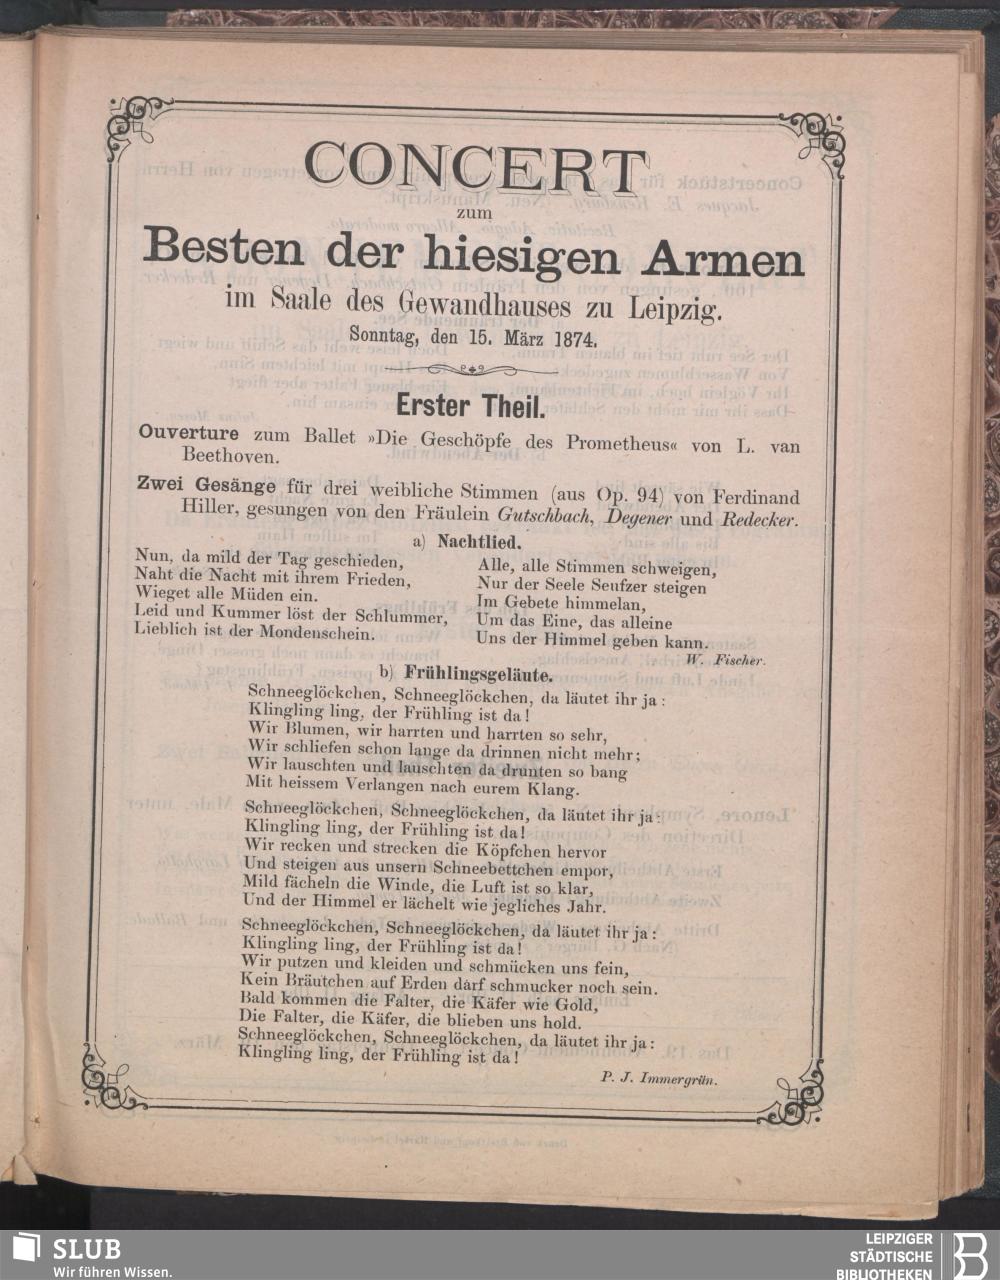 CONCERT
zum
Besten der hiesigen Armen
im Saale des Gewandhauses zu Leipzig.
Sonntag, den 15. März 1874.
Erster Theil.
Ouverture zum Ballet »Die Geschöpfe des Prometheus« von L. van
Beethoven.
Zwei Gesänge für drei weibliche Stimmen (aus Op. 94) von Ferdinand
Hiller, gesungen von den Fräulein Gutschbach, Degener und Redecker.
a) Nachtlied.
Nun, da mild der Tag geschieden,
Naht die Nacht mit ihrem Frieden,
Wieget alle Müden ein.
Leid und Kummer löst der Schlummer,
Lieblich ist der Mondenschein.
Alle, alle Stimmen schweigen,
Nur der Seele Seufzer steigen
Im Gebete himmelan,
Um das Eine, das alleine
Uns der Himmel geben kann.
W. Fischer.
b) Frühlingsgeläute.
Schneeglöckchen, Schneeglöckchen, da läutet ihr ja:
Klingling ling, der Frühling ist da!
Wir Blumen, wir harrten und harrten so sehr,
Wir schliefen schon lange da drinnen nicht mehr;
Wir lauschten und lauschten da drunten so bang
Mit heissem Verlangen nach eurem Klang.
Schneeglöckchen, Schneeglöckchen, da läutet ihr ja:
Klingling ling, der Frühling ist da!
Wir recken und strecken die Köpfchen hervor
Und steigen aus unsern Schneebettchen empor,
Mild fächeln die Winde, die Luft ist so klar,
Und der Himmel er lächelt wie jegliches Jahr.
Schneeglöckchen, Schneeglöckchen, da läutet ihr ja:
Klingling ling, der Frühling ist da!
Wir putzen und kleiden und schmücken uns fein,
Kein Bräutchen auf Erden darf schmucker noch sein.
Bald kommen die Falter, die Käfer wie Gold,
Die Falter, die Käfer, die blieben uns hold.
Schneeglöckchen, Schneeglöckchen, da läutet ihr ja:
Klingling ling, der Frühling ist da!
P. J. Immergrün.
SLUB
Wir führen Wissen.
LEIPZIGER
STÄDTISCHE
BIBLIOTHEKEN